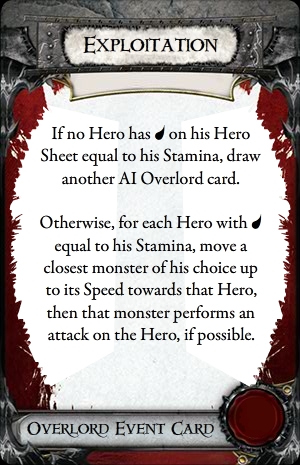 Exploitation
If no Hero has on his Hero
Sheet equal to his Stamina, draw
another AI Overlord card.
Otherwise, for each Hero with
equal to his Stamina, move a
closest monster of his choice up
to its Speed towards that Hero,
then that monster performs an
attack on the Hero, if possible.
Overlord Event Card